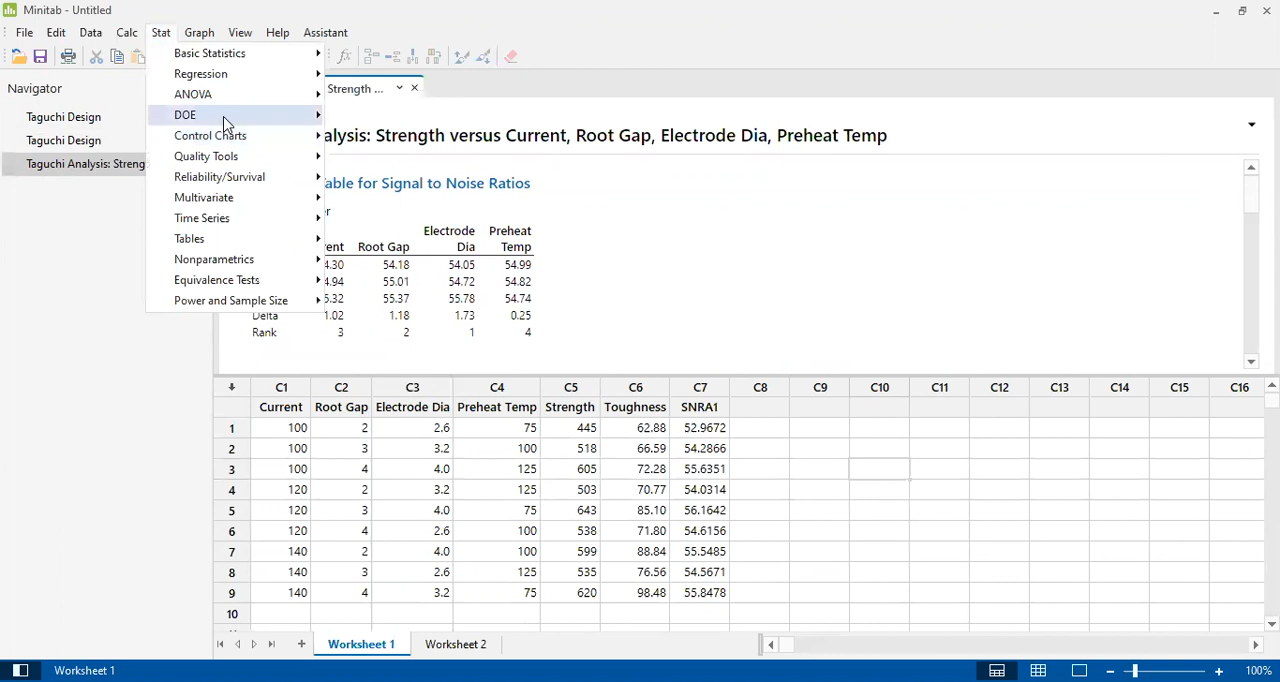 Minitab - Untitled
File Edit Data Calc Stat Graph View Help Assistant
Basic Statistics
Regression
ANOVA
DOE
Control Charts
Quality Tools
Reliability/Survival
Multivariate
Time Series
Tables
Nonparametrics
Equivalence Tests
Power and Sample Size
Navigator
Taguchi Design
Taguchi Design
Taguchi Analysis: Streng
Strength ...
alysis: Strength versus Current, Root Gap, Electrode Dia, Preheat Temp
able for Signal to Noise Ratios
er
Electrode Preheat
ent Root Gap Dia Temp
4.30 54.18 54.05 54.99
4.94 55.01 54.72 54.82
5.32 55.37 55.78 54.74
Delta 1.02 1.18 1.73 0.25
Rank 3 2 1 4
C1 C2 C3 C4 C5 C6 C7 C8 C9 C10 C11 C12 C13 C14 C15 C16
Current Root Gap Electrode Dia Preheat Temp Strength Toughness SNRA1
1 100 2 2.6 75 445 62.88 52.9672
2 100 3 3.2 100 518 66.59 54.2866
3 100 4 4.0 125 605 72.28 55.6351
4 120 2 3.2 125 503 70.77 54.0314
5 120 3 4.0 75 643 85.10 56.1642
6 120 4 2.6 100 538 71.80 54.6156
7 140 2 4.0 100 599 88.84 55.5485
8 140 3 2.6 125 535 76.56 54.5671
9 140 4 3.2 75 620 98.48 55.8478
10
Worksheet 1 Worksheet 2
Worksheet 1
100%